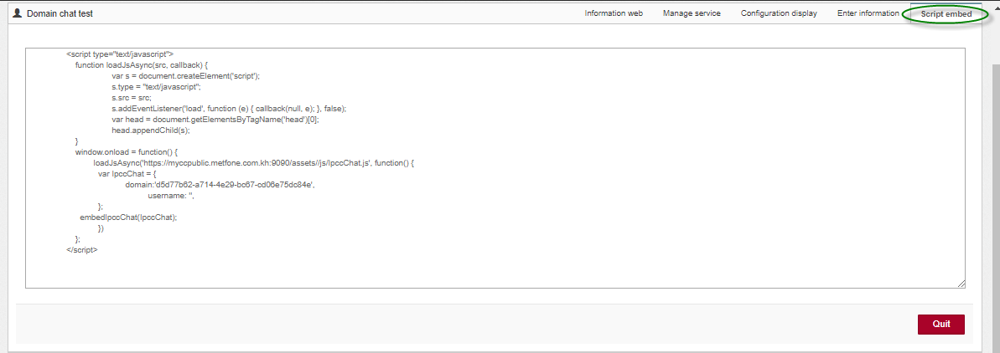 Domain chat test
Information web
Manage service
Configuration display
Enter information
Script embed
<script type="text/javascript">
function loadJsAsync(src, callback) {
var s = document.createElement('script');
s.type = "text/javascript";
s.src = src;
s.addEventListener('load', function (e) { callback(null, e); }, false);
var head = document.getElementsByTagName('head')[0];
head.appendChild(s);
}
window.onload = function() {
loadJsAsync('https://myccpublic.metfone.com.kh:9090/assets//js/IpccChat.js', function() {
var IpccChat = {
domain:'d5d77b62-a714-4e29-bc67-cd06e75dc84e',
username: '',
};
embedIpccChat(IpccChat);
})
};
</script>
Quit